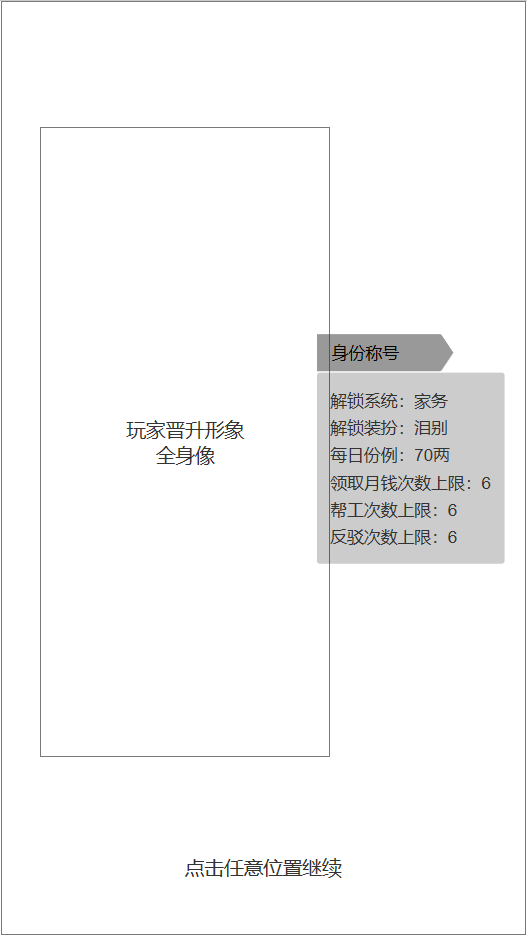 玩家晋升形象
全身像
身份称号
解锁系统：家务
解锁装扮：泪别
每日份例：70两
领取月钱次数上限：6
帮工次数上限：6
反驳次数上限：6
点击任意位置继续